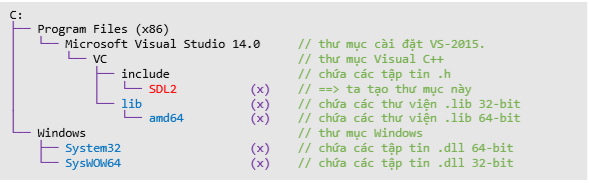 C:
Program Files (x86)
Microsoft Visual Studio 14.0 // thư mục cài đặt VS-2015.
VC // thư mục Visual C++
include // chứa các tập tin .h
SDL2 (x) // ==> ta tạo thư mục này
lib (x) // chứa các thư viện .lib 32-bit
amd64 (x) // chứa các thư viện .lib 64-bit
Windows // thư mục Windows
System32 (x) // chứa các tập tin .dll 64-bit
SysWOW64 (x) // chứa các tập tin .dll 32-bit